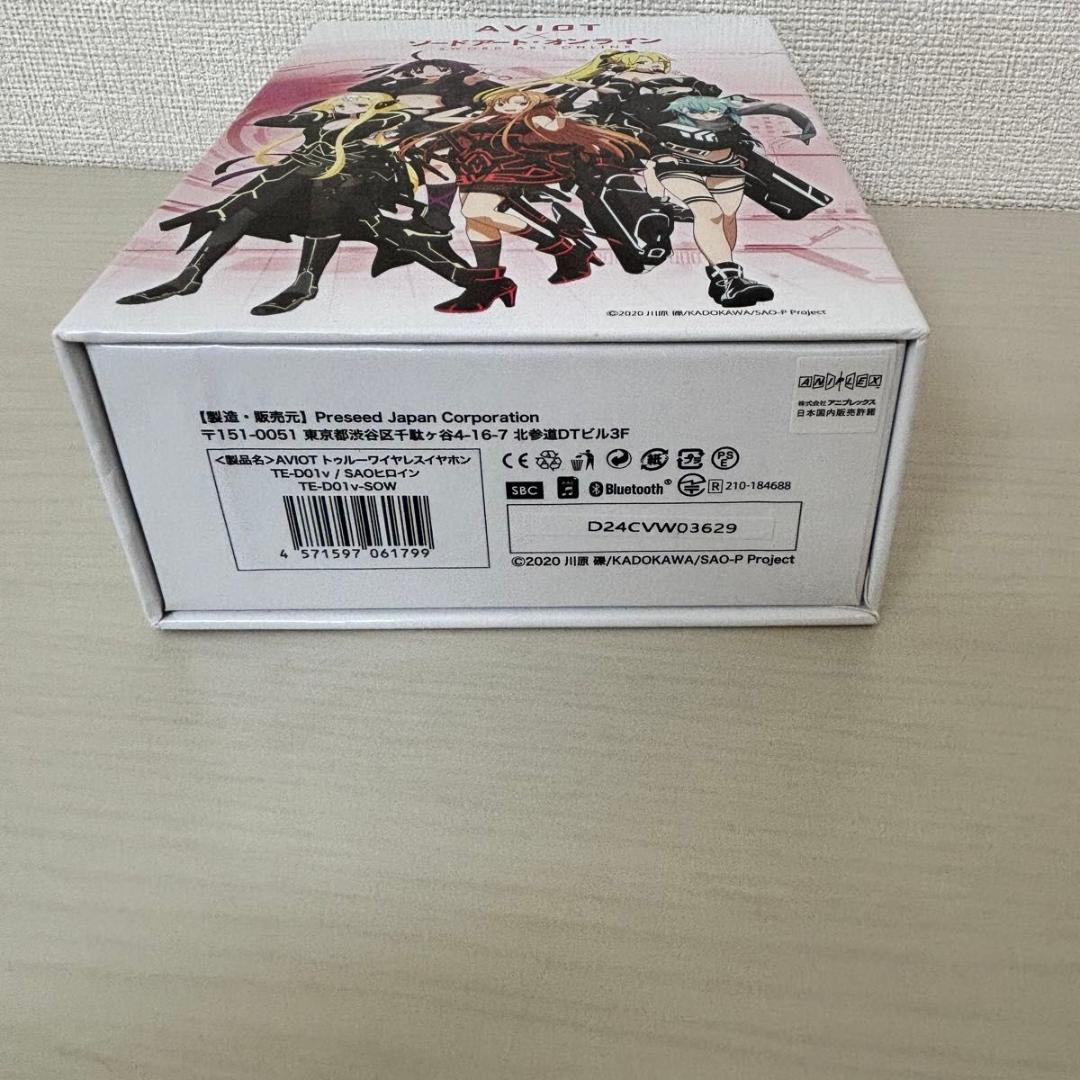 AVIOT
×
ソードアート・オンライン
SWORD ART ONLINE
©2020 川原 礫/KADOKAWA/SAO-P Project
ANIPLEX
株式会社 アニプレックス
日本国内販売許諾
【製造・販売元】Preseed Japan Corporation
〒151-0051 東京都渋谷区千駄ヶ谷4-16-7 北参道DTビル3F
<製品名>AVIOT トゥルーワイヤレスイヤホン
TE-D01v / SAOヒロイン
TE-D01v-SOW
4 571597 061799
CE 紙 PSE
SBC Bluetooth® R 210-184688
D24CVW03629
©2020 川原 礫/KADOKAWA/SAO-P Project